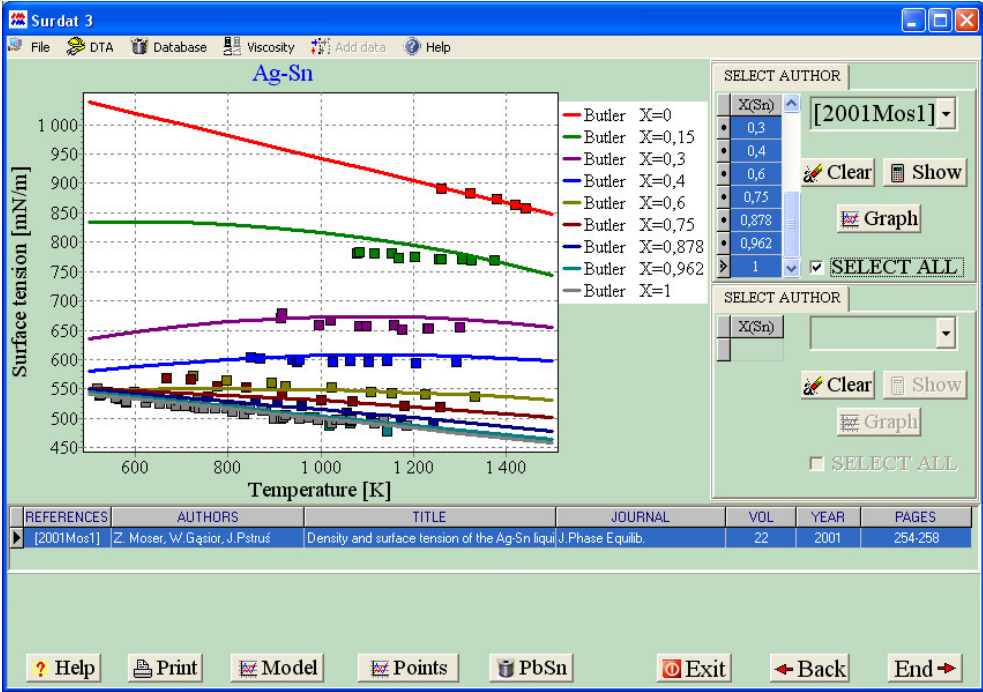 Surdat 3
File DTA Database Viscosity Add data Help
Ag-Sn
Surface tension [mN/m]
1 000
950
900
850
800
750
700
650
600
550
500
450
600 800 1 000 1 200 1 400
Temperature [K]
Butler X=0
Butler X=0,15
Butler X=0,3
Butler X=0,4
Butler X=0,6
Butler X=0,75
Butler X=0,878
Butler X=0,962
Butler X=1
SELECT AUTHOR
X(Sn)
0,3
0,4
0,6
0,75
0,878
0,962
1
[2001Mos1]
Clear Show
Graph
SELECT ALL
SELECT AUTHOR
X(Sn)
Clear Show
Graph
SELECT ALL
REFERENCES AUTHORS TITLE JOURNAL VOL YEAR PAGES
[2001Mos1] Z. Moser, W.Gąsior, J.Pstruś Density and surface tension of the Ag-Sn liqui J.Phase Equilib. 22 2001 254-258
? Help Print Model Points PbSn Exit Back End